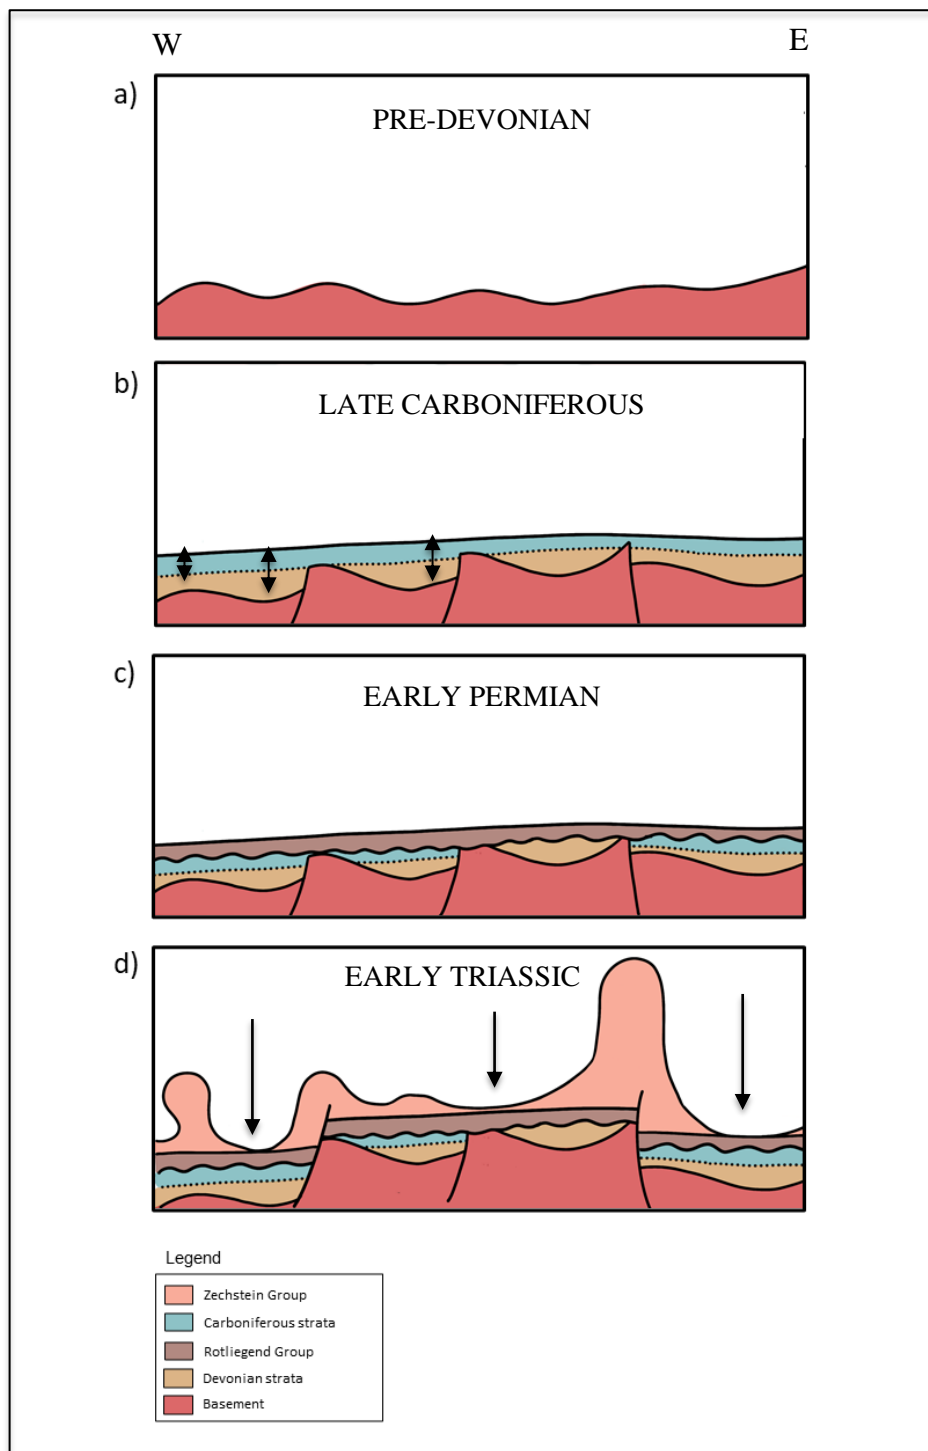 W
E
a)
PRE-DEVONIAN
b)
LATE CARBONIFEROUS
c)
EARLY PERMIAN
d)
EARLY TRIASSIC
Legend
Zechstein Group
Carboniferous strata
Rotliegend Group
Devonian strata
Basement